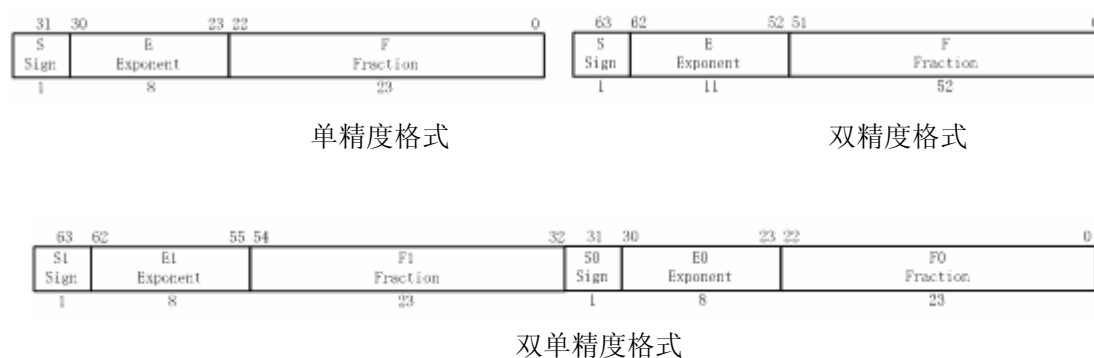 31 30 23 22 0 63 62 52 51
S E F S E F
Sign Exponent Fraction Sign Exponent Fraction
1 8 23 1 11 52
单精度格式 双精度格式
63 62 55 54 32 31 30 23 22 0
S1 E1 F1 S0 E0 F0
Sign Exponent Fraction Sign Exponent Fraction
1 8 23 1 8 23
双单精度格式